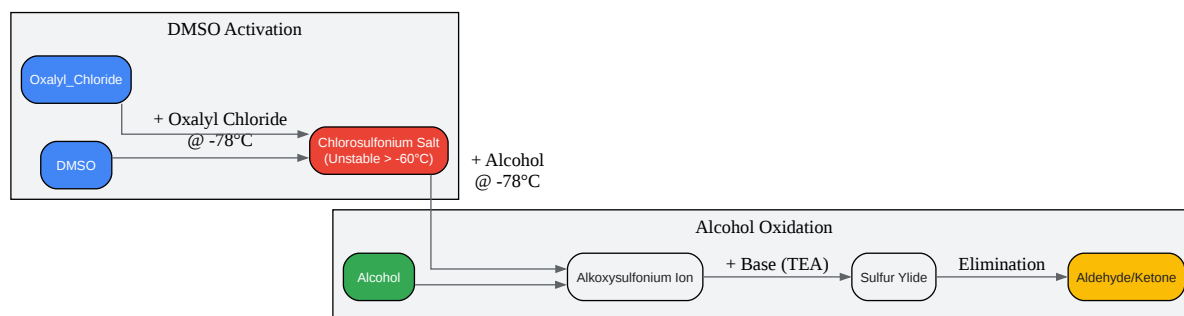 DMSO Activation
Oxalyl_Chloride
+ Oxalyl Chloride
@ -78°C
DMSO
Chlorosulfonium Salt
(Unstable > -60°C)
+ Alcohol
@ -78°C
Alcohol Oxidation
Alcohol
Alkoxysulfonium Ion
+ Base (TEA)
Sulfur Ylide
Elimination
Aldehyde/Ketone